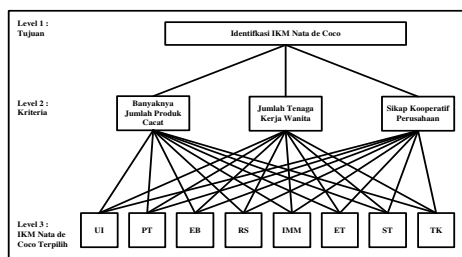 Level 1 :
Tujuan
Identifkasi IKM Nata de Coco
Level 2 :
Kriteria
Banyaknya
Jumlah Produk
Cacat
Jumlah Tenaga
Kerja Wanita
Sikap Kooperatif
Perusahaan
Level 3 :
IKM Nata de
Coco Terpilih
UI
PT
EB
RS
IMM
ET
ST
TK